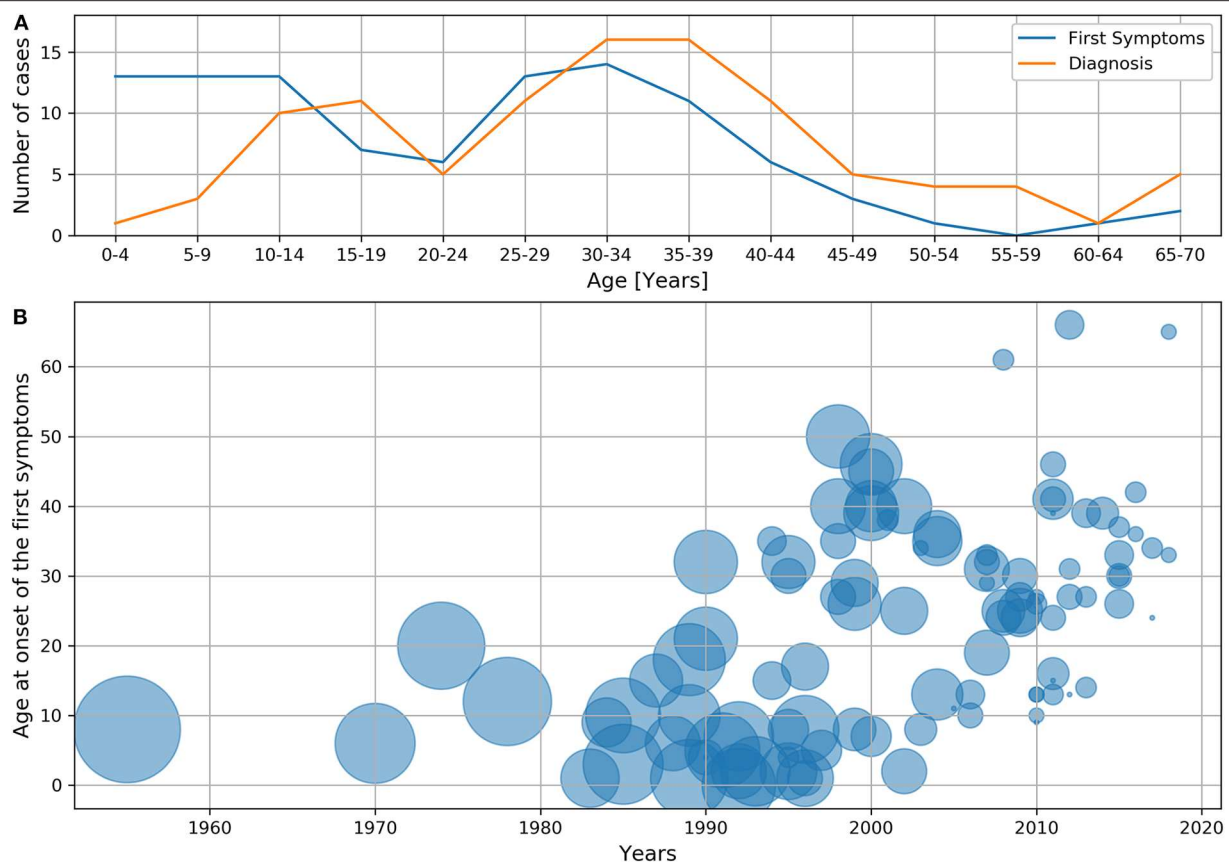 A
Number of cases
15
10
5
0
First Symptoms
Diagnosis
0-4 5-9 10-14 15-19 20-24 25-29 30-34 35-39 40-44 45-49 50-54 55-59 60-64 65-70
Age [Years]
B
Age at onset of the first symptoms
60
50
40
30
20
10
0
1960 1970 1980 1990 2000 2010 2020
Years